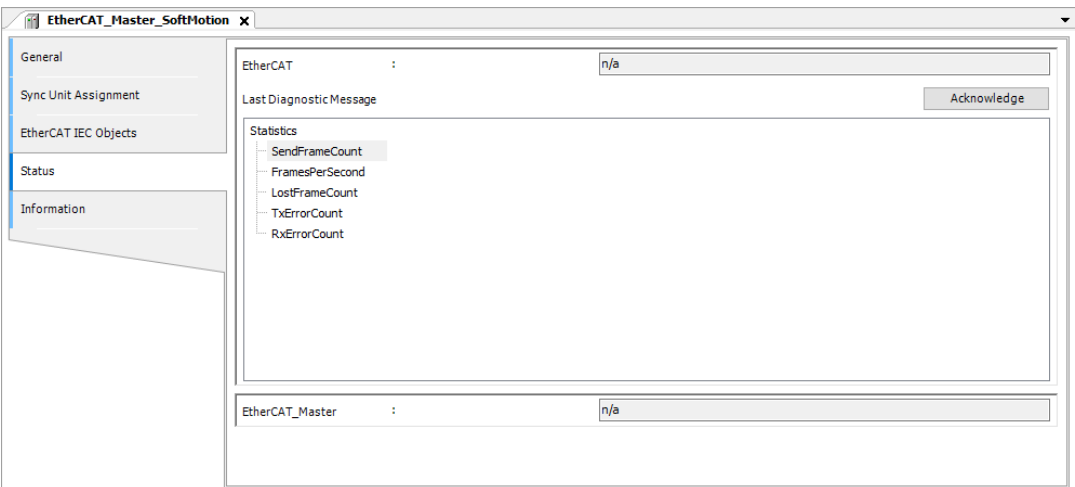 EtherCAT_Master_SoftMotion
General
Sync Unit Assignment
EtherCAT IEC Objects
Status
Information
EtherCAT : n/a
Last Diagnostic Message Acknowledge
Statistics
SendFrameCount
FramesPerSecond
LostFrameCount
TxErrorCount
RxErrorCount
EtherCAT_Master : n/a